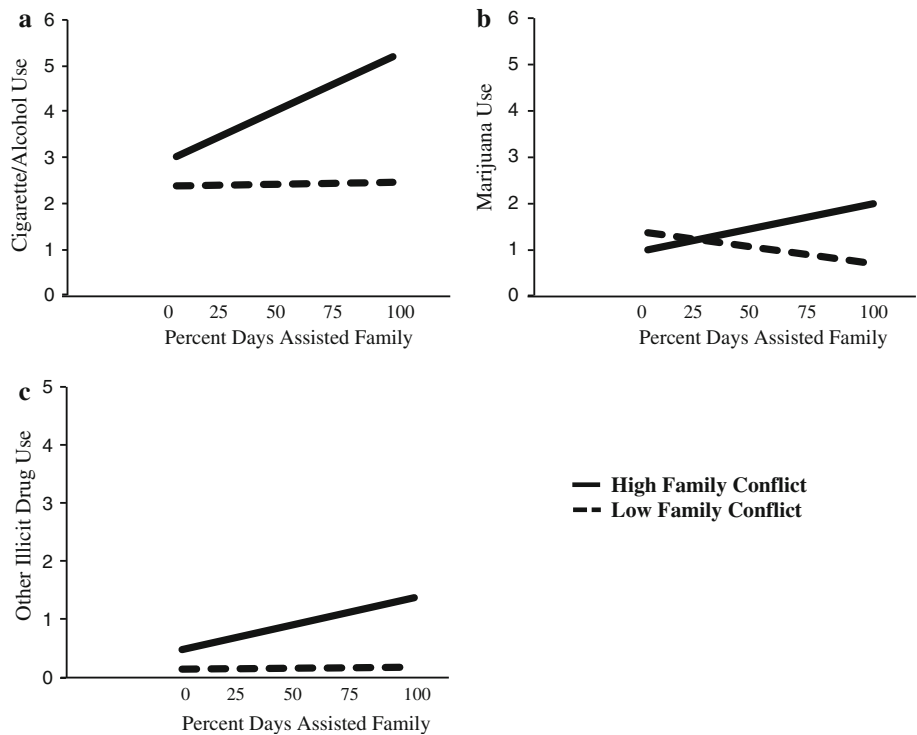 a
Cigarette/Alcohol Use
6
5
4
3
2
1
0
0 25 50 75 100
Percent Days Assisted Family
b
Marijuana Use
6
5
4
3
2
1
0
0 25 50 75 100
Percent Days Assisted Family
c
Other Illicit Drug Use
5
4
3
2
1
0
0 25 50 75 100
Percent Days Assisted Family
High Family Conflict
Low Family Conflict